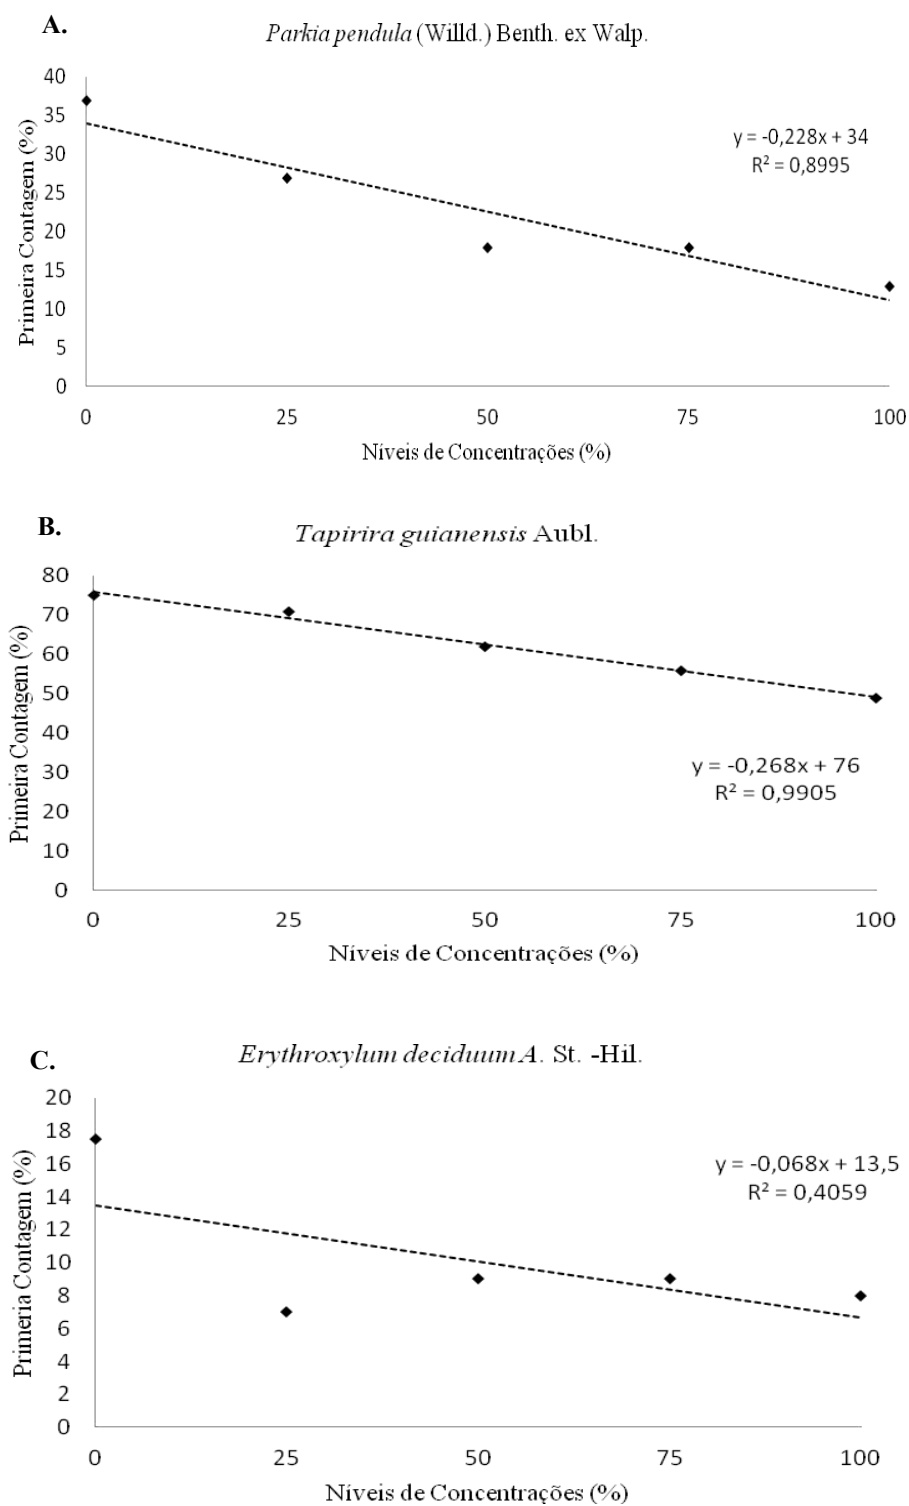 A.
Parkia pendula (Willd.) Benth. ex Walp.
40
35
30
25
20
15
10
5
0
Primeira Contagem (%)
y = -0,228x + 34
R² = 0,8995
0 25 50 75 100
Níveis de Concentrações (%)
B.
Tapirira guianensis Aubl.
80
70
60
50
40
30
20
10
0
Primeira Contagem (%)
y = -0,268x + 76
R² = 0,9905
0 25 50 75 100
Níveis de Concentrações (%)
C.
Erythroxylum deciduum A. St. -Hil.
20
18
16
14
12
10
8
6
4
2
0
Primeria Contagem (%)
y = -0,068x + 13,5
R² = 0,4059
0 25 50 75 100
Níveis de Concentrações (%)